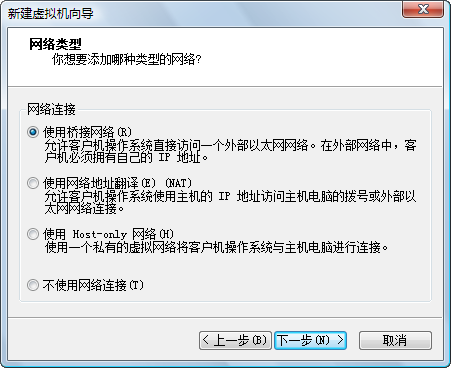 新建虚拟机向导
网络类型
你想要添加哪种类型的网络?
网络连接
使用桥接网络(R)
允许客户机操作系统直接访问一个外部以太网网络。在外部网络中，客
户机必须拥有自己的 IP 地址。
使用网络地址翻译(E) (NAT)
允许客户机操作系统使用主机的 IP 地址访问主机电脑的拨号或外部以
太网网络连接。
使用 Host-only 网络(H)
使用一个私有的虚拟网络将客户机操作系统与主机电脑进行连接。
不使用网络连接(T)
< 上一步(B) 下一步(N) > 取消